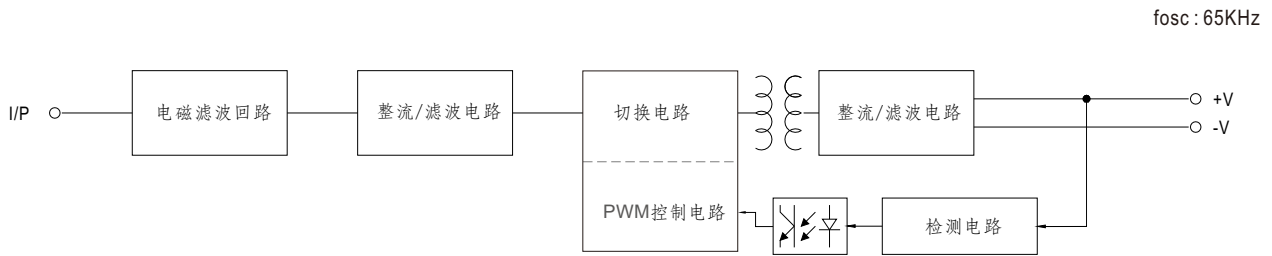 fosc : 65KHz
I/P
电磁滤波回路
整流/滤波电路
切换电路
整流/滤波电路
+V
-V
PWM控制电路
检测电路